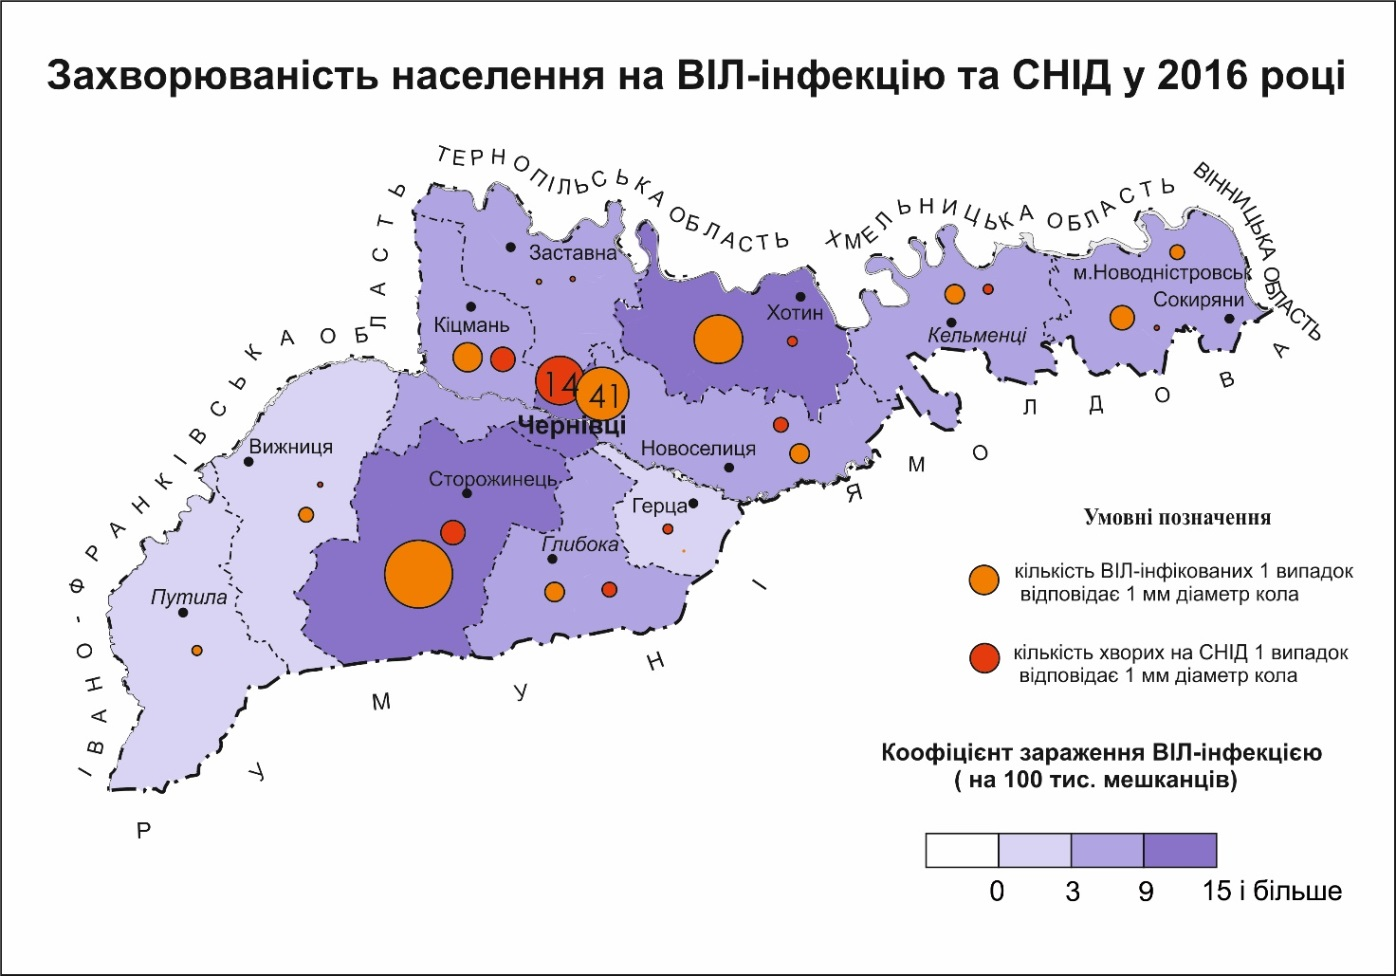 Захворюваність населення на ВІЛ-інфекцію та СНІД у 2016 році
ТЕРНОПІЛЬСЬКА ОБЛАСТЬ
ХМЕЛЬНИЦЬКА ОБЛАСТЬ
ВІННИЦЬКА ОБЛАСТЬ
ІВАНО-ФРАНКІВСЬКА ОБЛАСТЬ
Заставна
м.Новодністровськ
Сокиряни
Хотин
Кіцмань
Кельменці
14
41
Чернівці
Вижниця
Новоселиця
Сторожинець
Герца
Глибока
Путила
МОЛДОВА
РУМУНІЯ
Умовні позначення
кількість ВІЛ-інфікованих 1 випадок
відповідає 1 мм діаметр кола
кількість хворих на СНІД 1 випадок
відповідає 1 мм діаметр кола
Коофіцієнт зараження ВІЛ-інфекцією
( на 100 тис. мешканців)
0 3 9 15 і більше